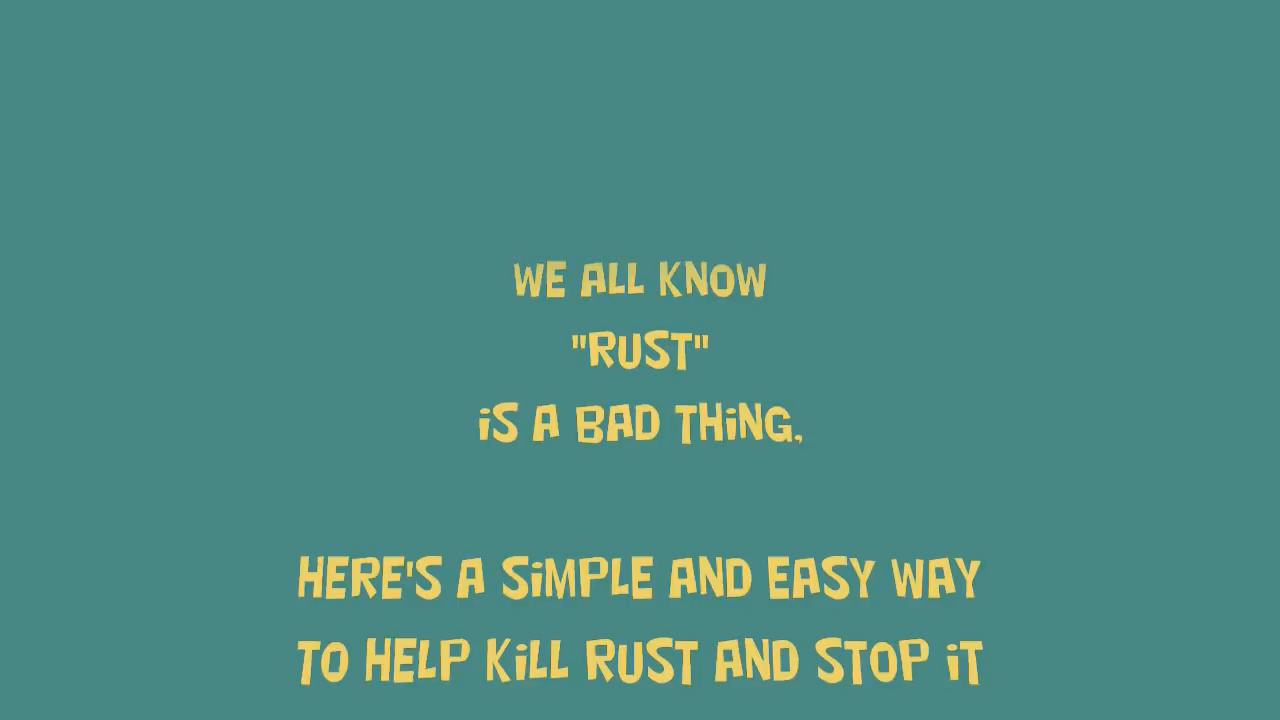 WE ALL KNOW
"RUST"
iS A BAD THiNG,
HERE'S A SiMPLE AND EASY WAY
TO HELP KiLL RUST AND STOP iT